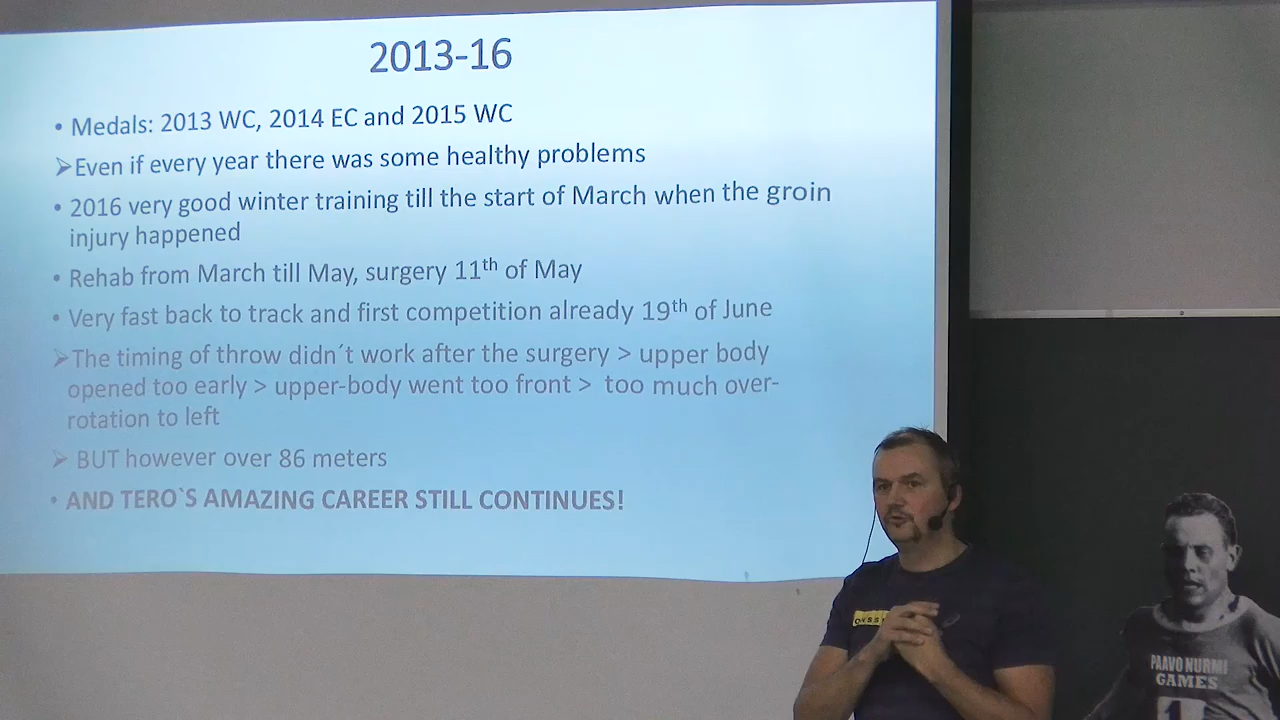 2013-16
• Medals: 2013 WC, 2014 EC and 2015 WC
➢Even if every year there was some healthy problems
• 2016 very good winter training till the start of March when the groin
injury happened
• Rehab from March till May, surgery 11th of May
• Very fast back to track and first competition already 19th of June
➢The timing of throw didn´t work after the surgery > upper body
opened too early > upper-body went too front > too much over-
rotation to left
➢ BUT however over 86 meters
• AND TERO`S AMAZING CAREER STILL CONTINUES!
PAAVO NURMI
GAMES
1